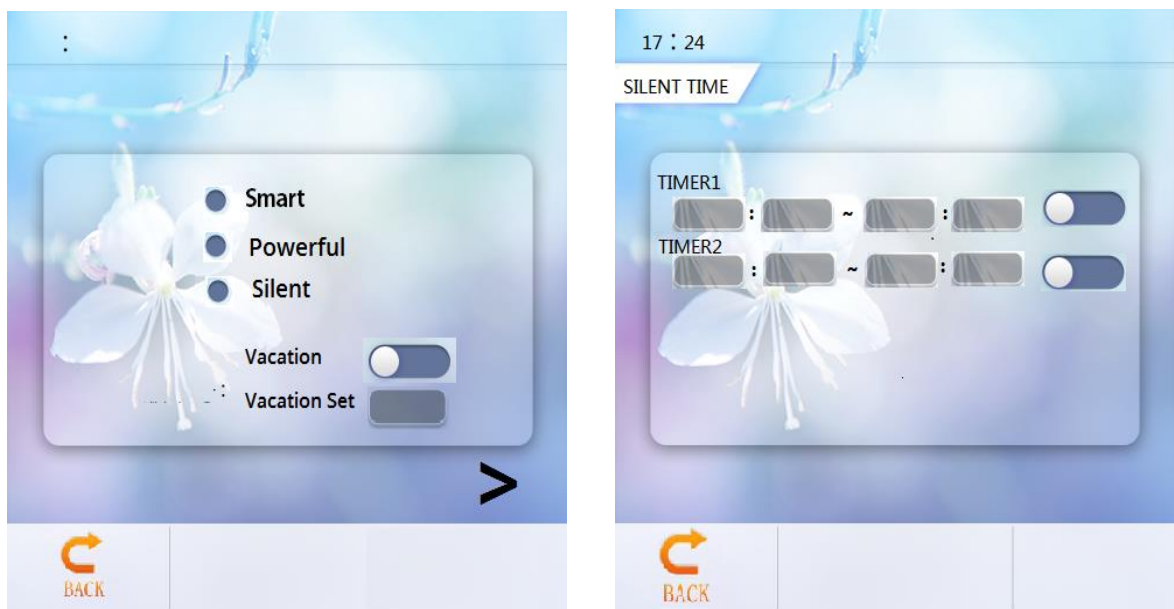 :
Smart
Powerful
Silent
Vacation
Vacation Set
>
BACK
17 : 24
SILENT TIME
TIMER1
: ~ :
TIMER2
: ~ :
BACK